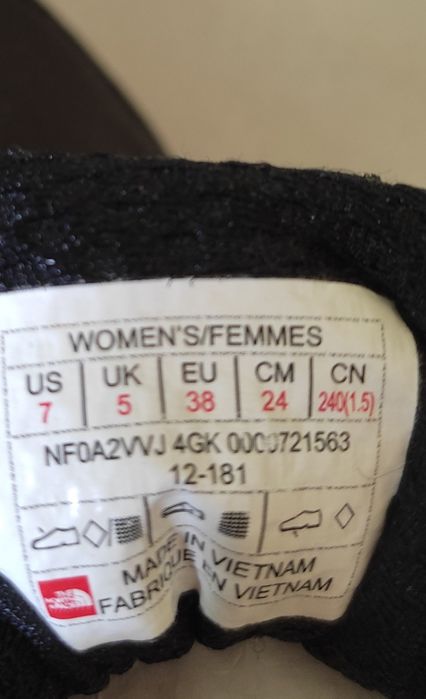 WOMEN'S/FEMMES
US UK EU CM CN
7 5 38 24 240(1.5)
NF0A2VVJ 4GK 0000721563
12-181
MADE IN VIETNAM
FABRIQUE EN VIETNAM
THE NORTH FACE